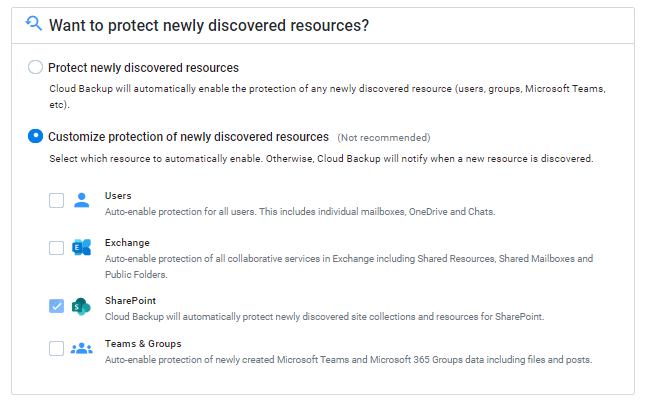 Want to protect newly discovered resources?
Protect newly discovered resources
Cloud Backup will automatically enable the protection of any newly discovered resource (users, groups, Microsoft Teams,
etc).
Customize protection of newly discovered resources (Not recommended)
Select which resource to automatically enable. Otherwise, Cloud Backup will notify when a new resource is discovered.
Users
Auto-enable protection for all users. This includes individual mailboxes, OneDrive and Chats.
E
Exchange
Auto-enable protection of all collaborative services in Exchange including Shared Resources, Shared Mailboxes and
Public Folders.
S
SharePoint
Cloud Backup will automatically protect newly discovered site collections and resources for SharePoint.
Teams & Groups
Auto-enable protection of newly created Microsoft Teams and Microsoft 365 Groups data including files and posts.